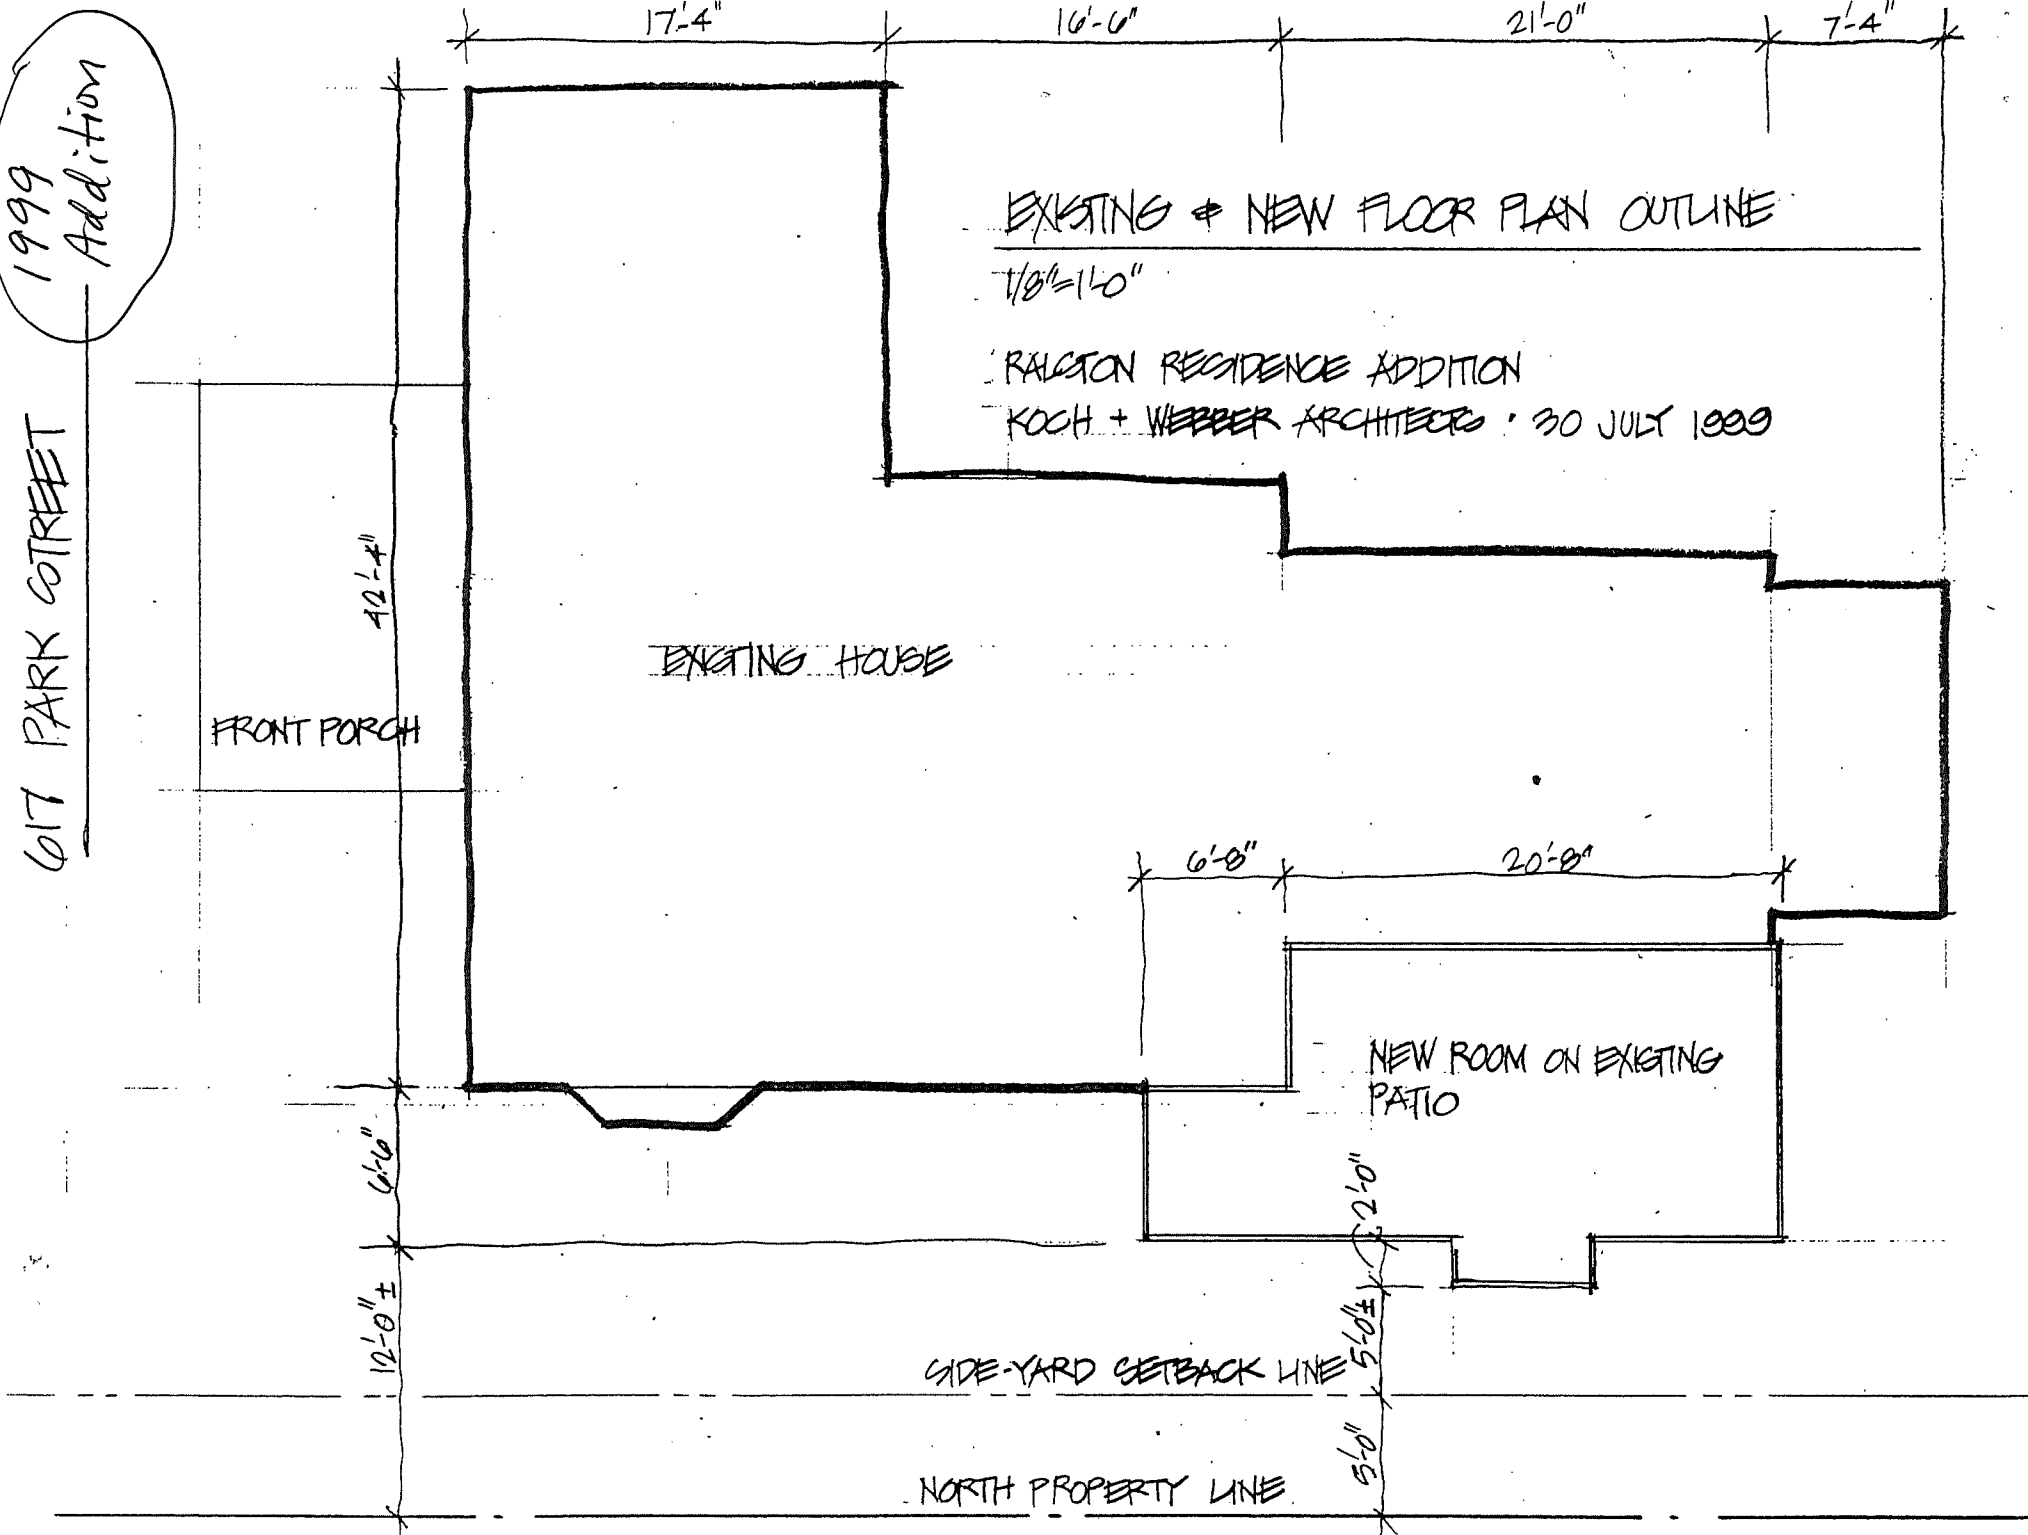 17'-4"
16'-6"
21'-0"
7'-4"
1999
Addition
617 PARK STREET
EXISTING & NEW FLOOR PLAN OUTLINE
1/8"=1'-0"
RALSTON RESIDENCE ADDITION
KOCH + WEBBER ARCHITECTS • 30 JULY 1999
42'-4"
EXISTING HOUSE
FRONT PORCH
6'-8"
20'-8"
NEW ROOM ON EXISTING
PATIO
6'-6"
2'-0"
12'-0" ±
5'-0" ±
SIDE-YARD SETBACK LINE
5'-0"
NORTH PROPERTY LINE